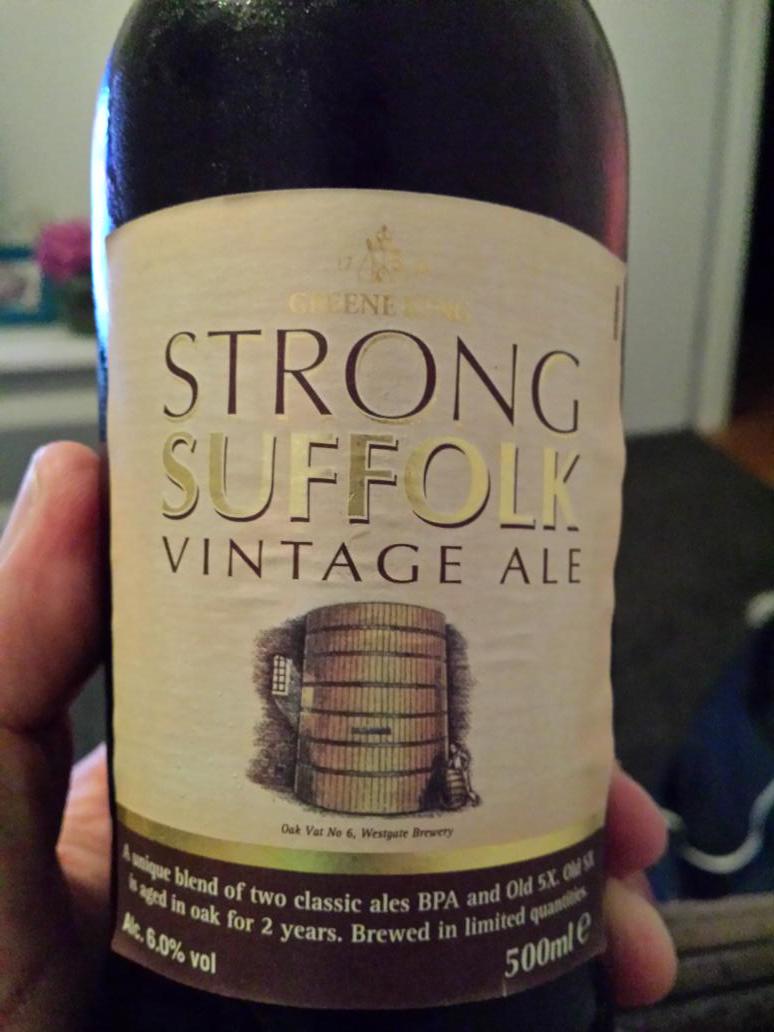 GREENE KING
STRONG
SUFFOLK
VINTAGE ALE
Oak Vat No 6, Westgate Brewery
A unique blend of two classic ales BPA and Old 5X. Old 5X
is aged in oak for 2 years. Brewed in limited quantities.
Alc. 6.0% vol
500ml e